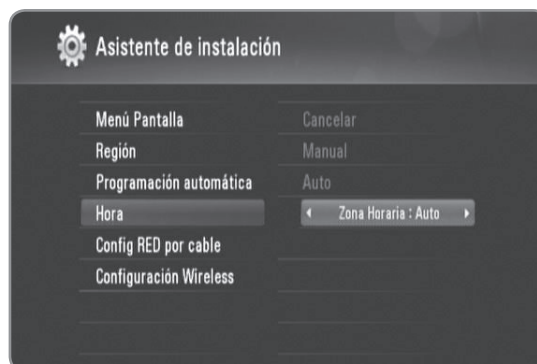 Asistente de instalación
Menú Pantalla
Cancelar
Región
Manual
Programación automática
Auto
Hora
Zona Horaria : Auto
Config RED por cable
Configuración Wireless